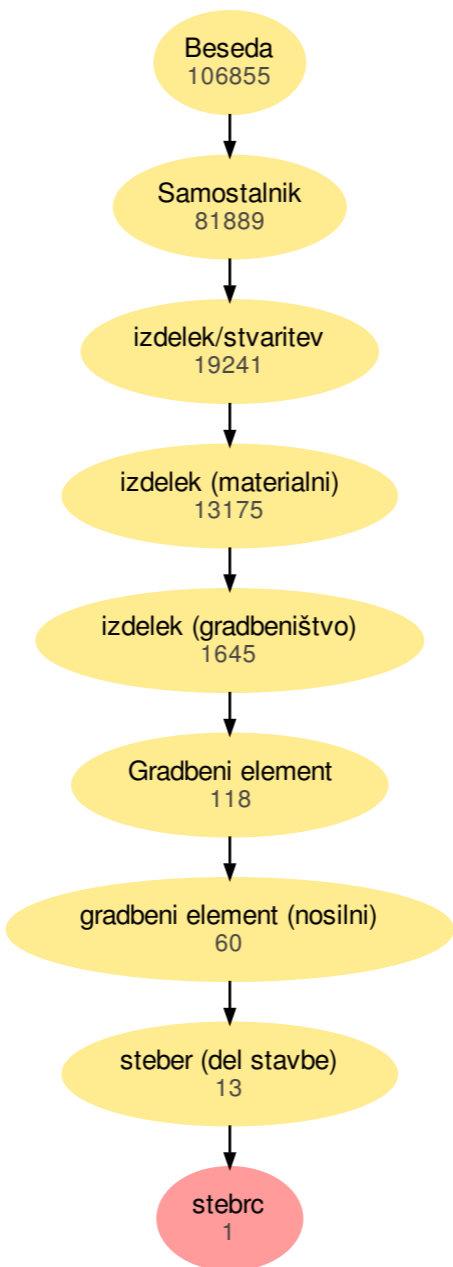 Beseda
106855
Samostalnik
81889
izdelek/stvaritev
19241
izdelek (materialni)
13175
izdelek (gradbeništvo)
1645
Gradbeni element
118
gradbeni element (nosilni)
60
steber (del stavbe)
13
stebrc
1